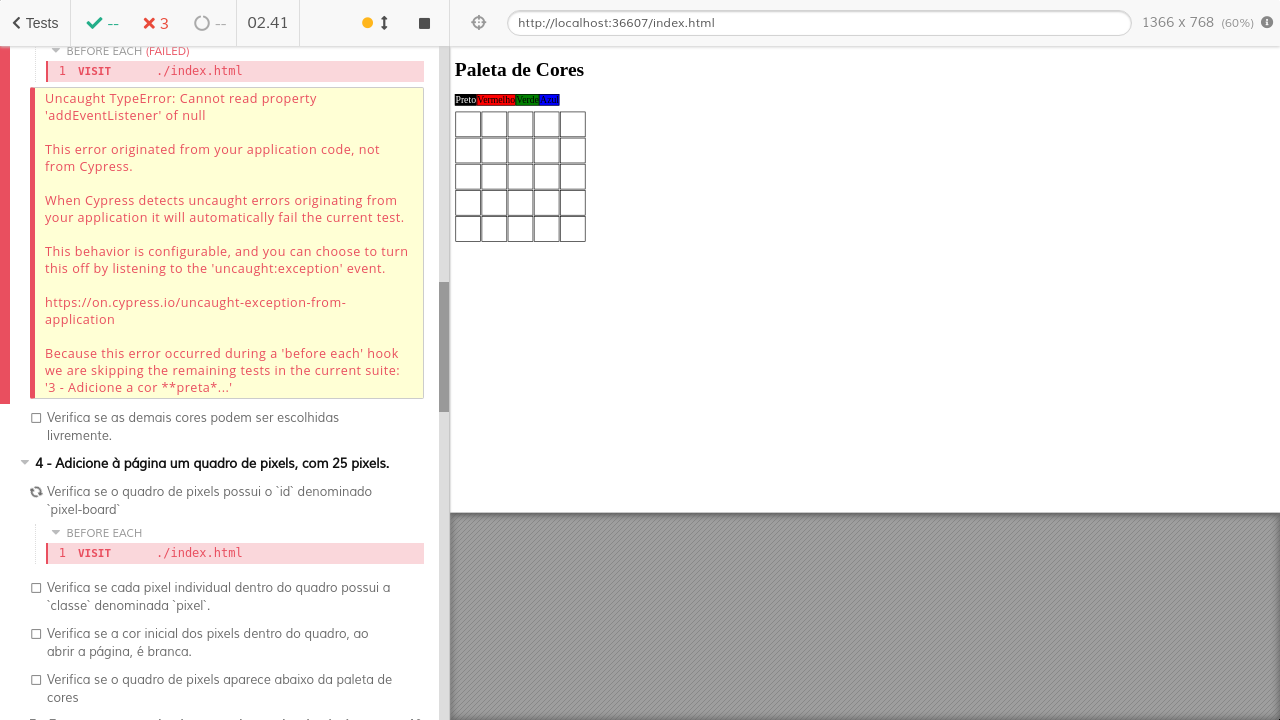 Tests
--
3
--
02.41
http://localhost:36607/index.html
1366 x 768 (60%)
BEFORE EACH (FAILED)
1 VISIT ./index.html
Uncaught TypeError: Cannot read property
'addEventListener' of null
This error originated from your application code, not
from Cypress.
When Cypress detects uncaught errors originating from
your application it will automatically fail the current test.
This behavior is configurable, and you can choose to turn
this off by listening to the 'uncaught:exception' event.
https://on.cypress.io/uncaught-exception-from-
application
Because this error occurred during a 'before each' hook
we are skipping the remaining tests in the current suite:
'3 - Adicione a cor **preta*...'
Verifica se as demais cores podem ser escolhidas
livremente.
4 - Adicione à página um quadro de pixels, com 25 pixels.
Verifica se o quadro de pixels possui o `id` denominado
`pixel-board`
BEFORE EACH
1 VISIT ./index.html
Verifica se cada pixel individual dentro do quadro possui a
`classe` denominada `pixel`.
Verifica se a cor inicial dos pixels dentro do quadro, ao
abrir a página, é branca.
Verifica se o quadro de pixels aparece abaixo da paleta de
cores
Paleta de Cores
Preto Vermelho Verde Azul